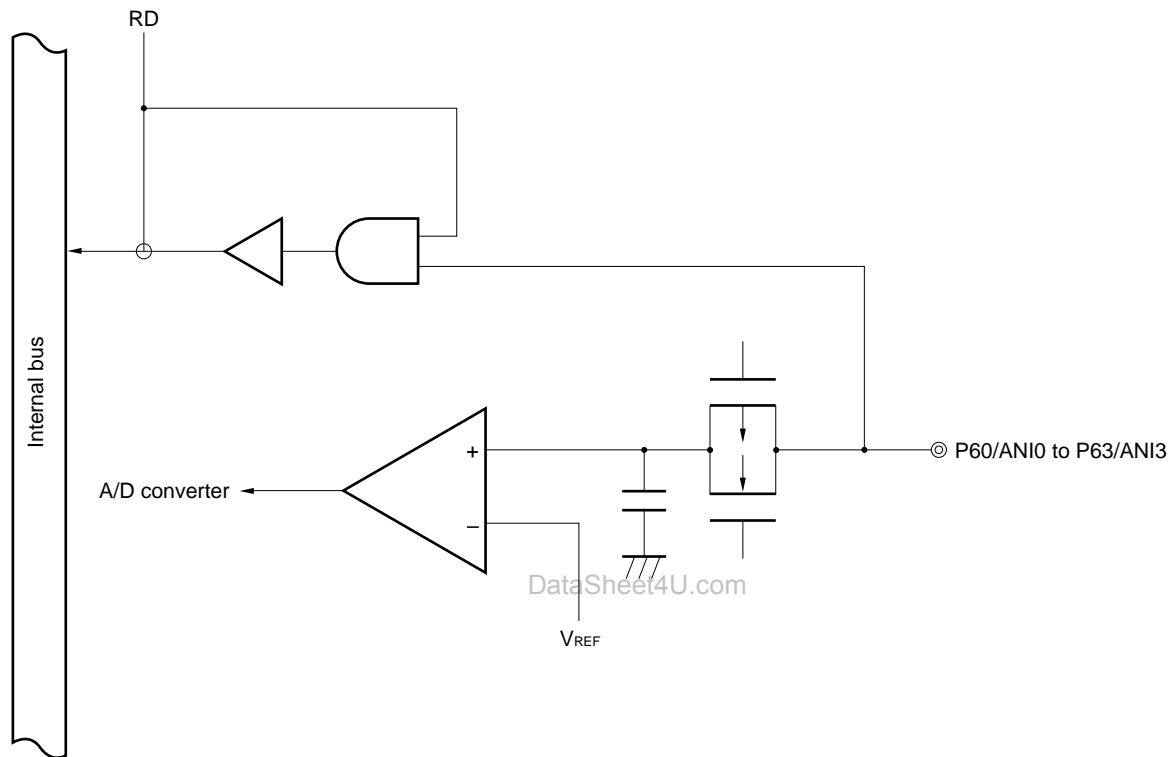 RD
Internal bus
+
A/D converter
P60/ANI0 to P63/ANI3
−
DataSheet4U.com
VREF